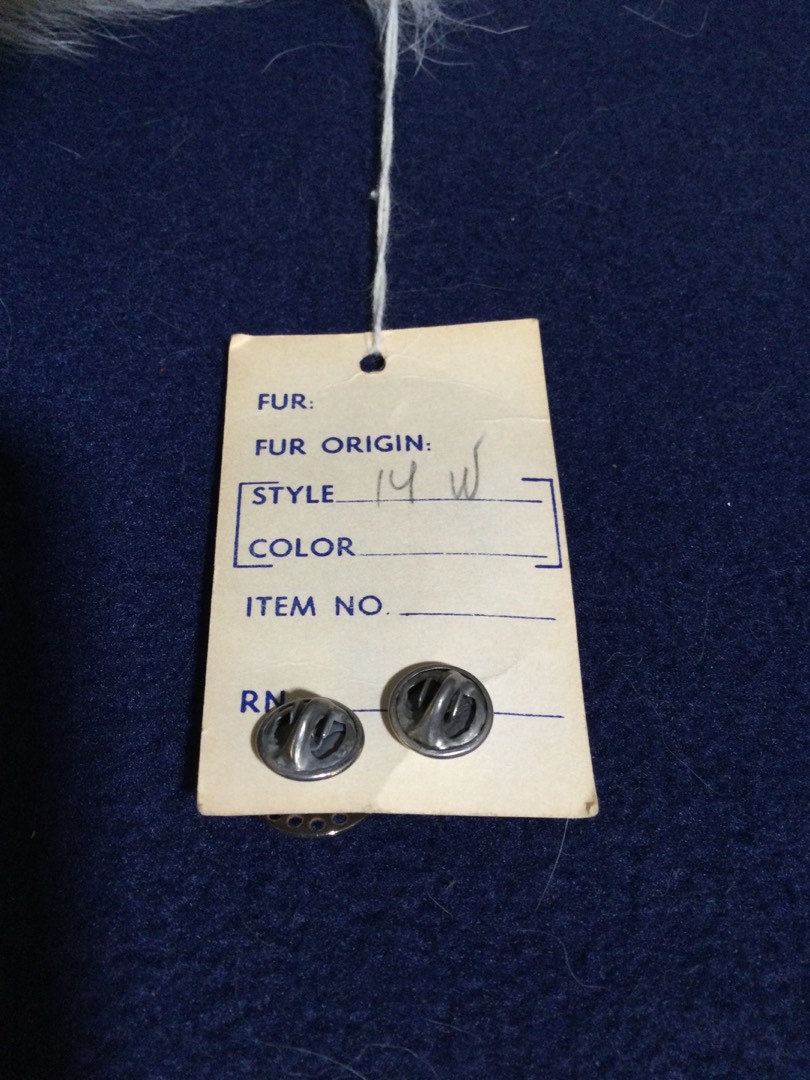 FUR:
FUR ORIGIN:
STYLE 14 W
COLOR
ITEM NO.
RN